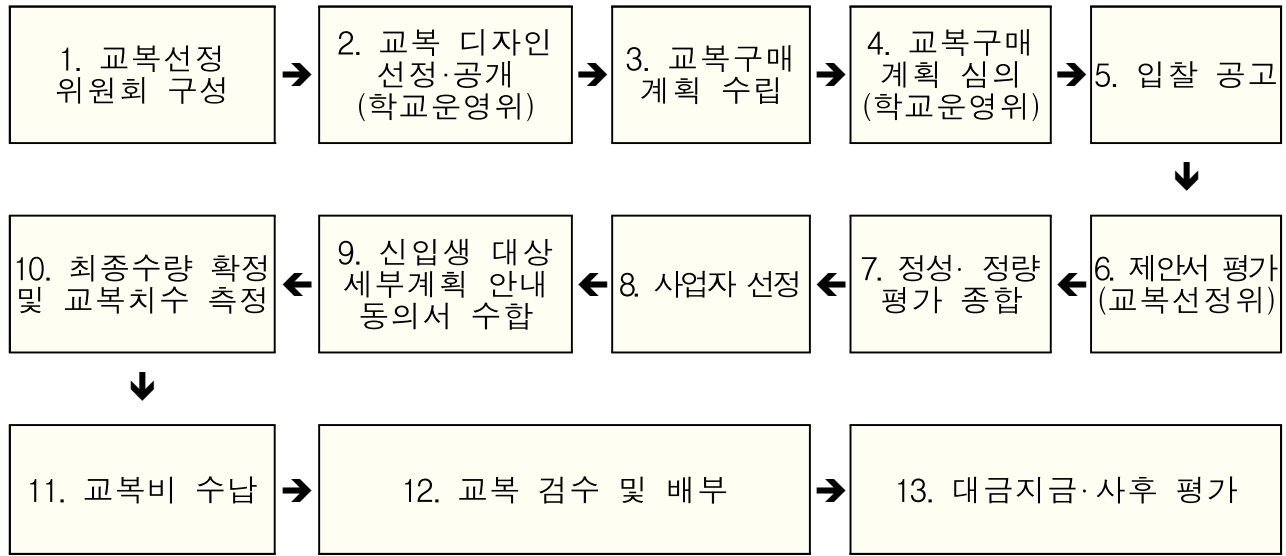 1. 교복선정
위원회 구성
2. 교복 디자인
선정·공개
(학교운영위)
3. 교복구매
계획 수립
4. 교복구매
계획 심의
(학교운영위)
5. 입찰 공고
6. 제안서 평가
(교복선정위)
7. 정성· 정량
평가 종합
8. 사업자 선정
9. 신입생 대상
세부계획 안내
동의서 수합
10. 최종수량 확정
및 교복치수 측정
11. 교복비 수납
12. 교복 검수 및 배부
13. 대금지금·사후 평가